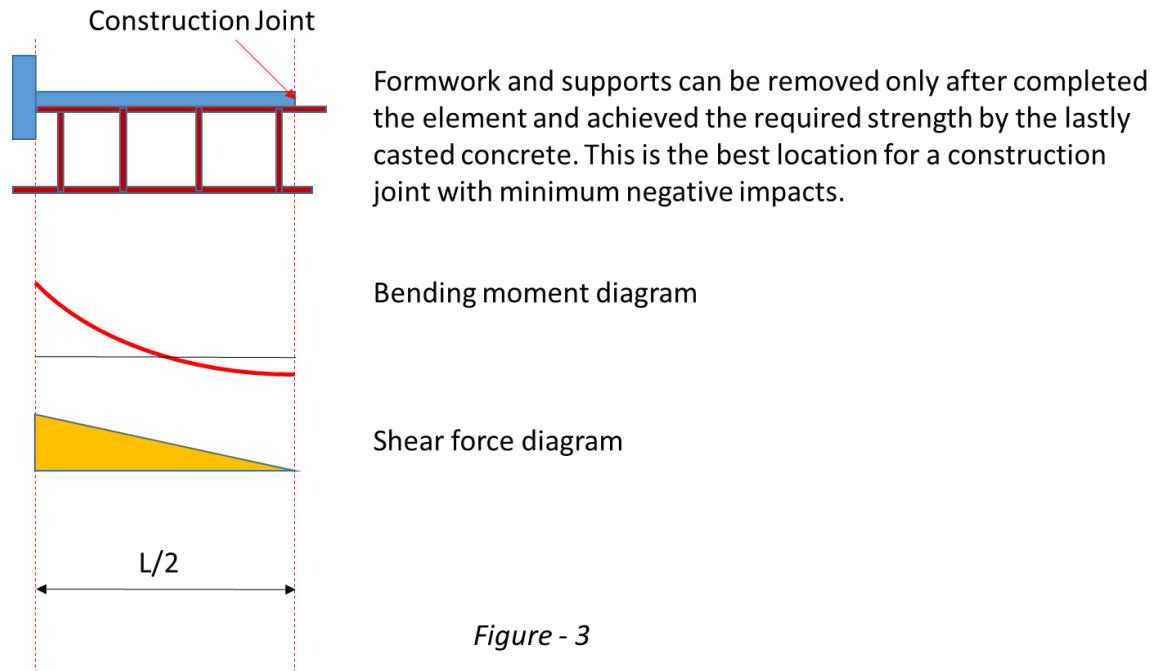 Construction Joint
Formwork and supports can be removed only after completed
the element and achieved the required strength by the lastly
casted concrete. This is the best location for a construction
joint with minimum negative impacts.
Bending moment diagram
Shear force diagram
L/2
Figure - 3